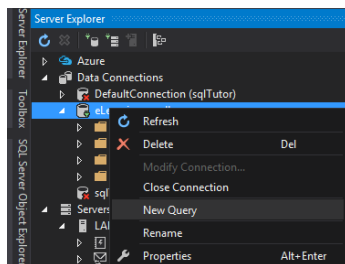 Server Explorer
Toolbox
SQL Server Object Explorer
Server Explorer
Azure
Data Connections
DefaultConnection (sqlTutor)
Refresh
Delete Del
Modify Connection...
Close Connection
New Query
Rename
Properties Alt+Enter
sql
Servers